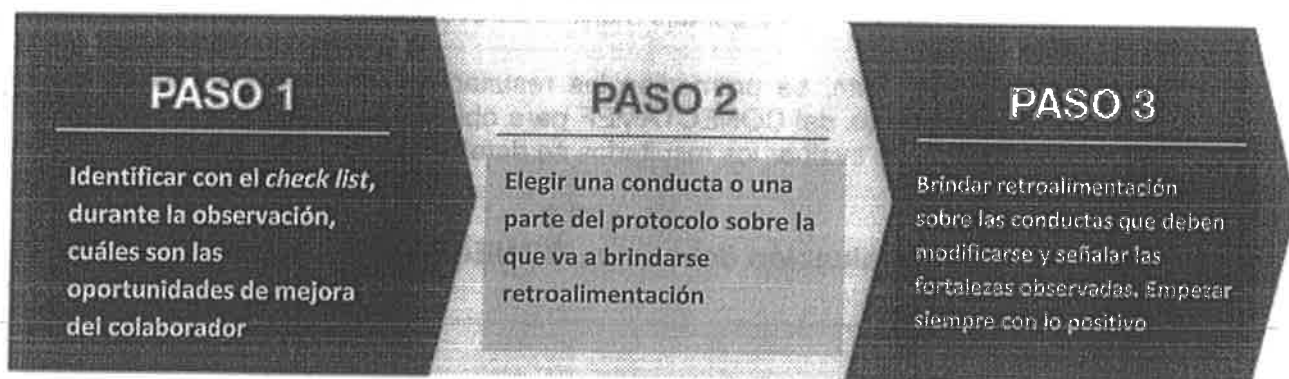 PASO 1
Identificar con el check list,
durante la observación,
cuáles son las
oportunidades de mejora
del colaborador
PASO 2
Elegir una conducta o una
parte del protocolo sobre la
que va a brindarse
retroalimentación
PASO 3
Brindar retroalimentación
sobre las conductas que deben
modificarse y señalar las
fortalezas observadas. Empezar
siempre con lo positivo